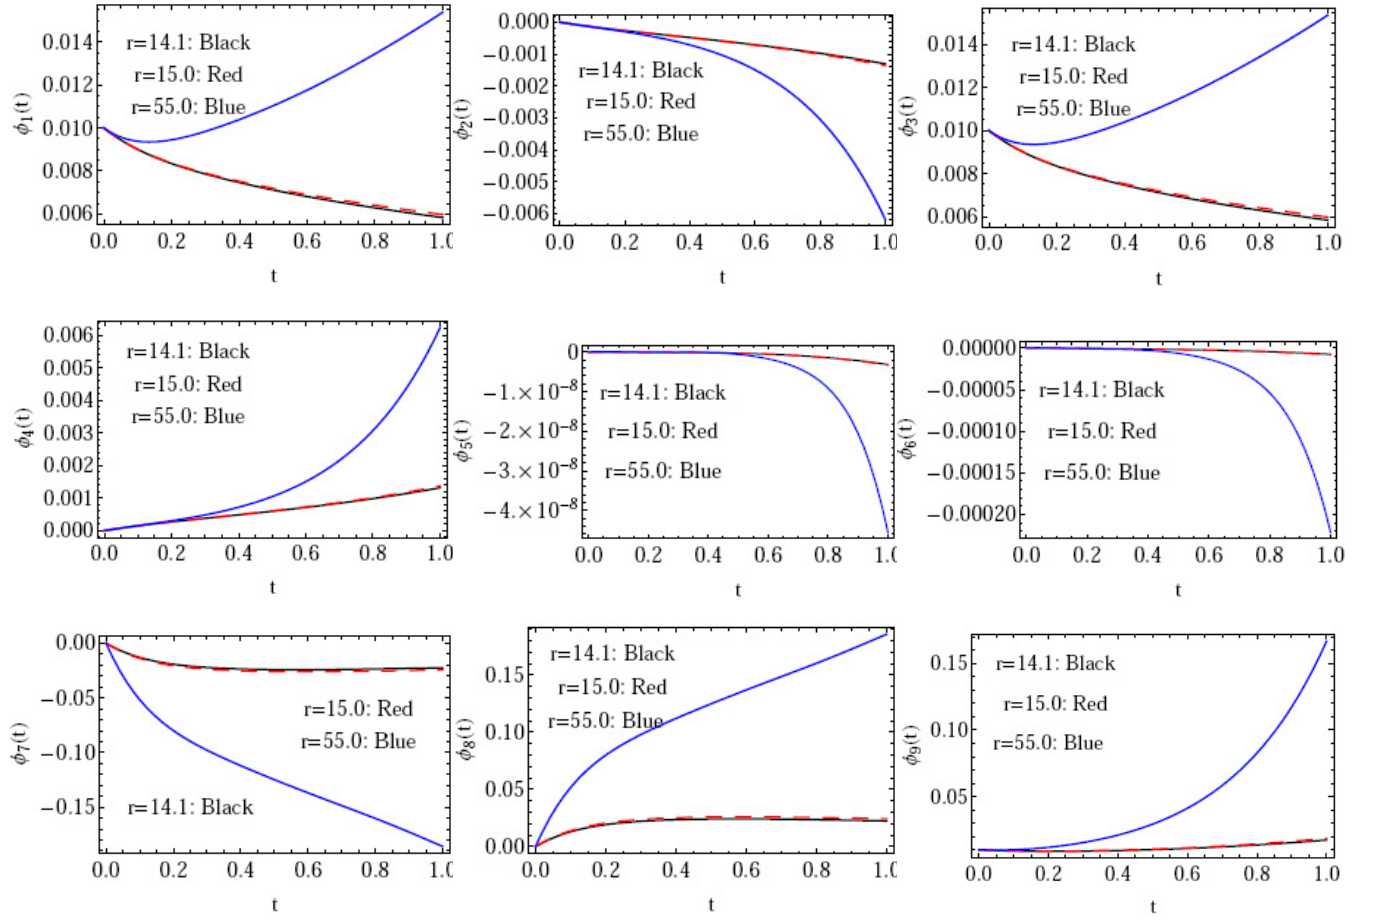 ϕ1(t)
0.014
0.012
0.010
0.008
0.006
r=14.1: Black
r=15.0: Red
r=55.0: Blue
0.0 0.2 0.4 0.6 0.8 1.0
t
ϕ2(t)
0.000
−0.001
−0.002
−0.003
−0.004
−0.005
−0.006
r=14.1: Black
r=15.0: Red
r=55.0: Blue
0.0 0.2 0.4 0.6 0.8 1.0
t
ϕ3(t)
0.014
0.012
0.010
0.008
0.006
r=14.1: Black
r=15.0: Red
r=55.0: Blue
0.0 0.2 0.4 0.6 0.8 1.0
t
ϕ4(t)
0.006
0.005
0.004
0.003
0.002
0.001
0.000
r=14.1: Black
r=15.0: Red
r=55.0: Blue
0.0 0.2 0.4 0.6 0.8 1.0
t
ϕ5(t)
0
−1.×10−8
−2.×10−8
−3.×10−8
−4.×10−8
r=14.1: Black
r=15.0: Red
r=55.0: Blue
0.0 0.2 0.4 0.6 0.8 1.0
t
ϕ6(t)
0.00000
−0.00005
−0.00010
−0.00015
−0.00020
r=14.1: Black
r=15.0: Red
r=55.0: Blue
0.0 0.2 0.4 0.6 0.8 1.0
t
ϕ7(t)
0.00
−0.05
−0.10
−0.15
r=15.0: Red
r=55.0: Blue
r=14.1: Black
0.0 0.2 0.4 0.6 0.8 1.0
t
ϕ8(t)
0.15
0.10
0.05
0.00
r=14.1: Black
r=15.0: Red
r=55.0: Blue
0.0 0.2 0.4 0.6 0.8 1.0
t
ϕ9(t)
0.15
0.10
0.05
r=14.1: Black
r=15.0: Red
r=55.0: Blue
0.0 0.2 0.4 0.6 0.8 1.0
t